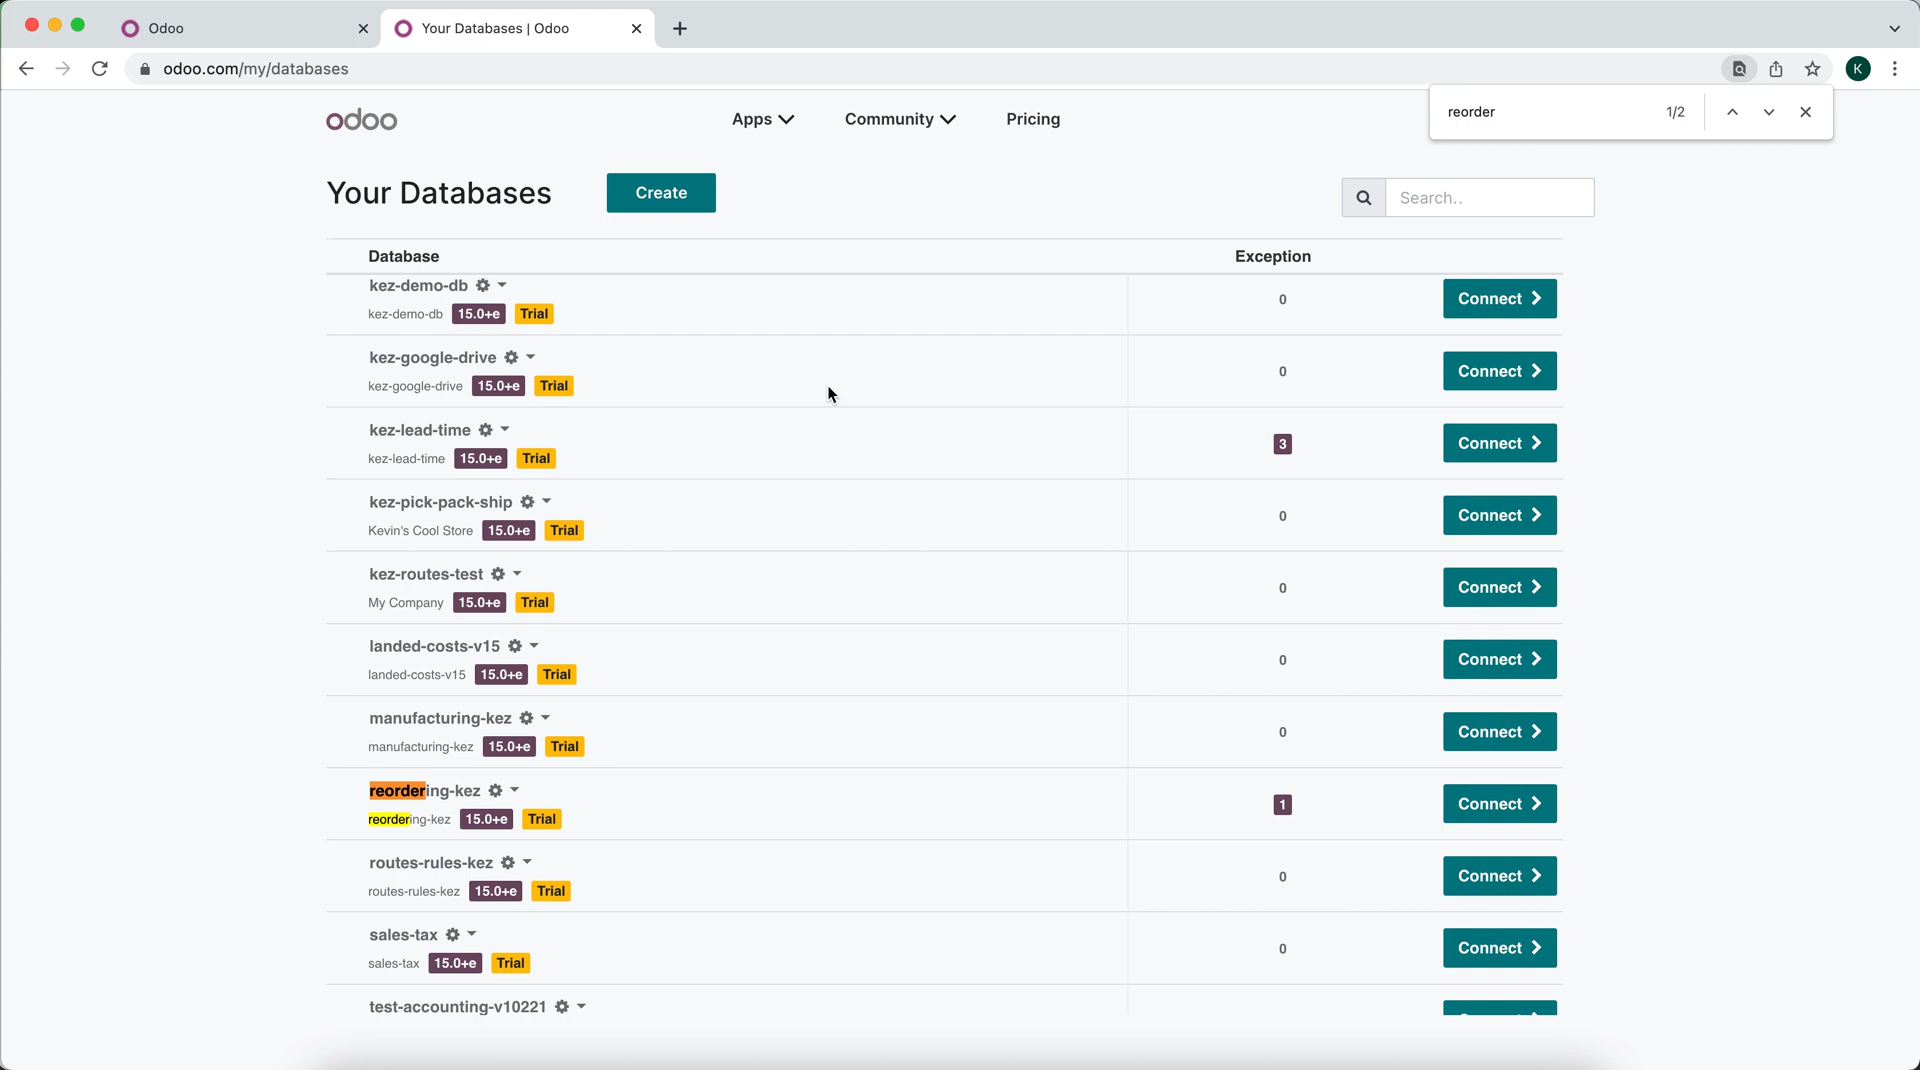 Odoo
Your Databases | Odoo
odoo.com/my/databases
K
reorder 1/2
odoo
Apps
Community
Pricing
Your Databases
Create
Search..
Database
Exception
kez-demo-db
kez-demo-db 15.0+e Trial
0
Connect
kez-google-drive
kez-google-drive 15.0+e Trial
0
Connect
kez-lead-time
kez-lead-time 15.0+e Trial
3
Connect
kez-pick-pack-ship
Kevin's Cool Store 15.0+e Trial
0
Connect
kez-routes-test
My Company 15.0+e Trial
0
Connect
landed-costs-v15
landed-costs-v15 15.0+e Trial
0
Connect
manufacturing-kez
manufacturing-kez 15.0+e Trial
0
Connect
reordering-kez
reordering-kez 15.0+e Trial
1
Connect
routes-rules-kez
routes-rules-kez 15.0+e Trial
0
Connect
sales-tax
sales-tax 15.0+e Trial
0
Connect
test-accounting-v10221